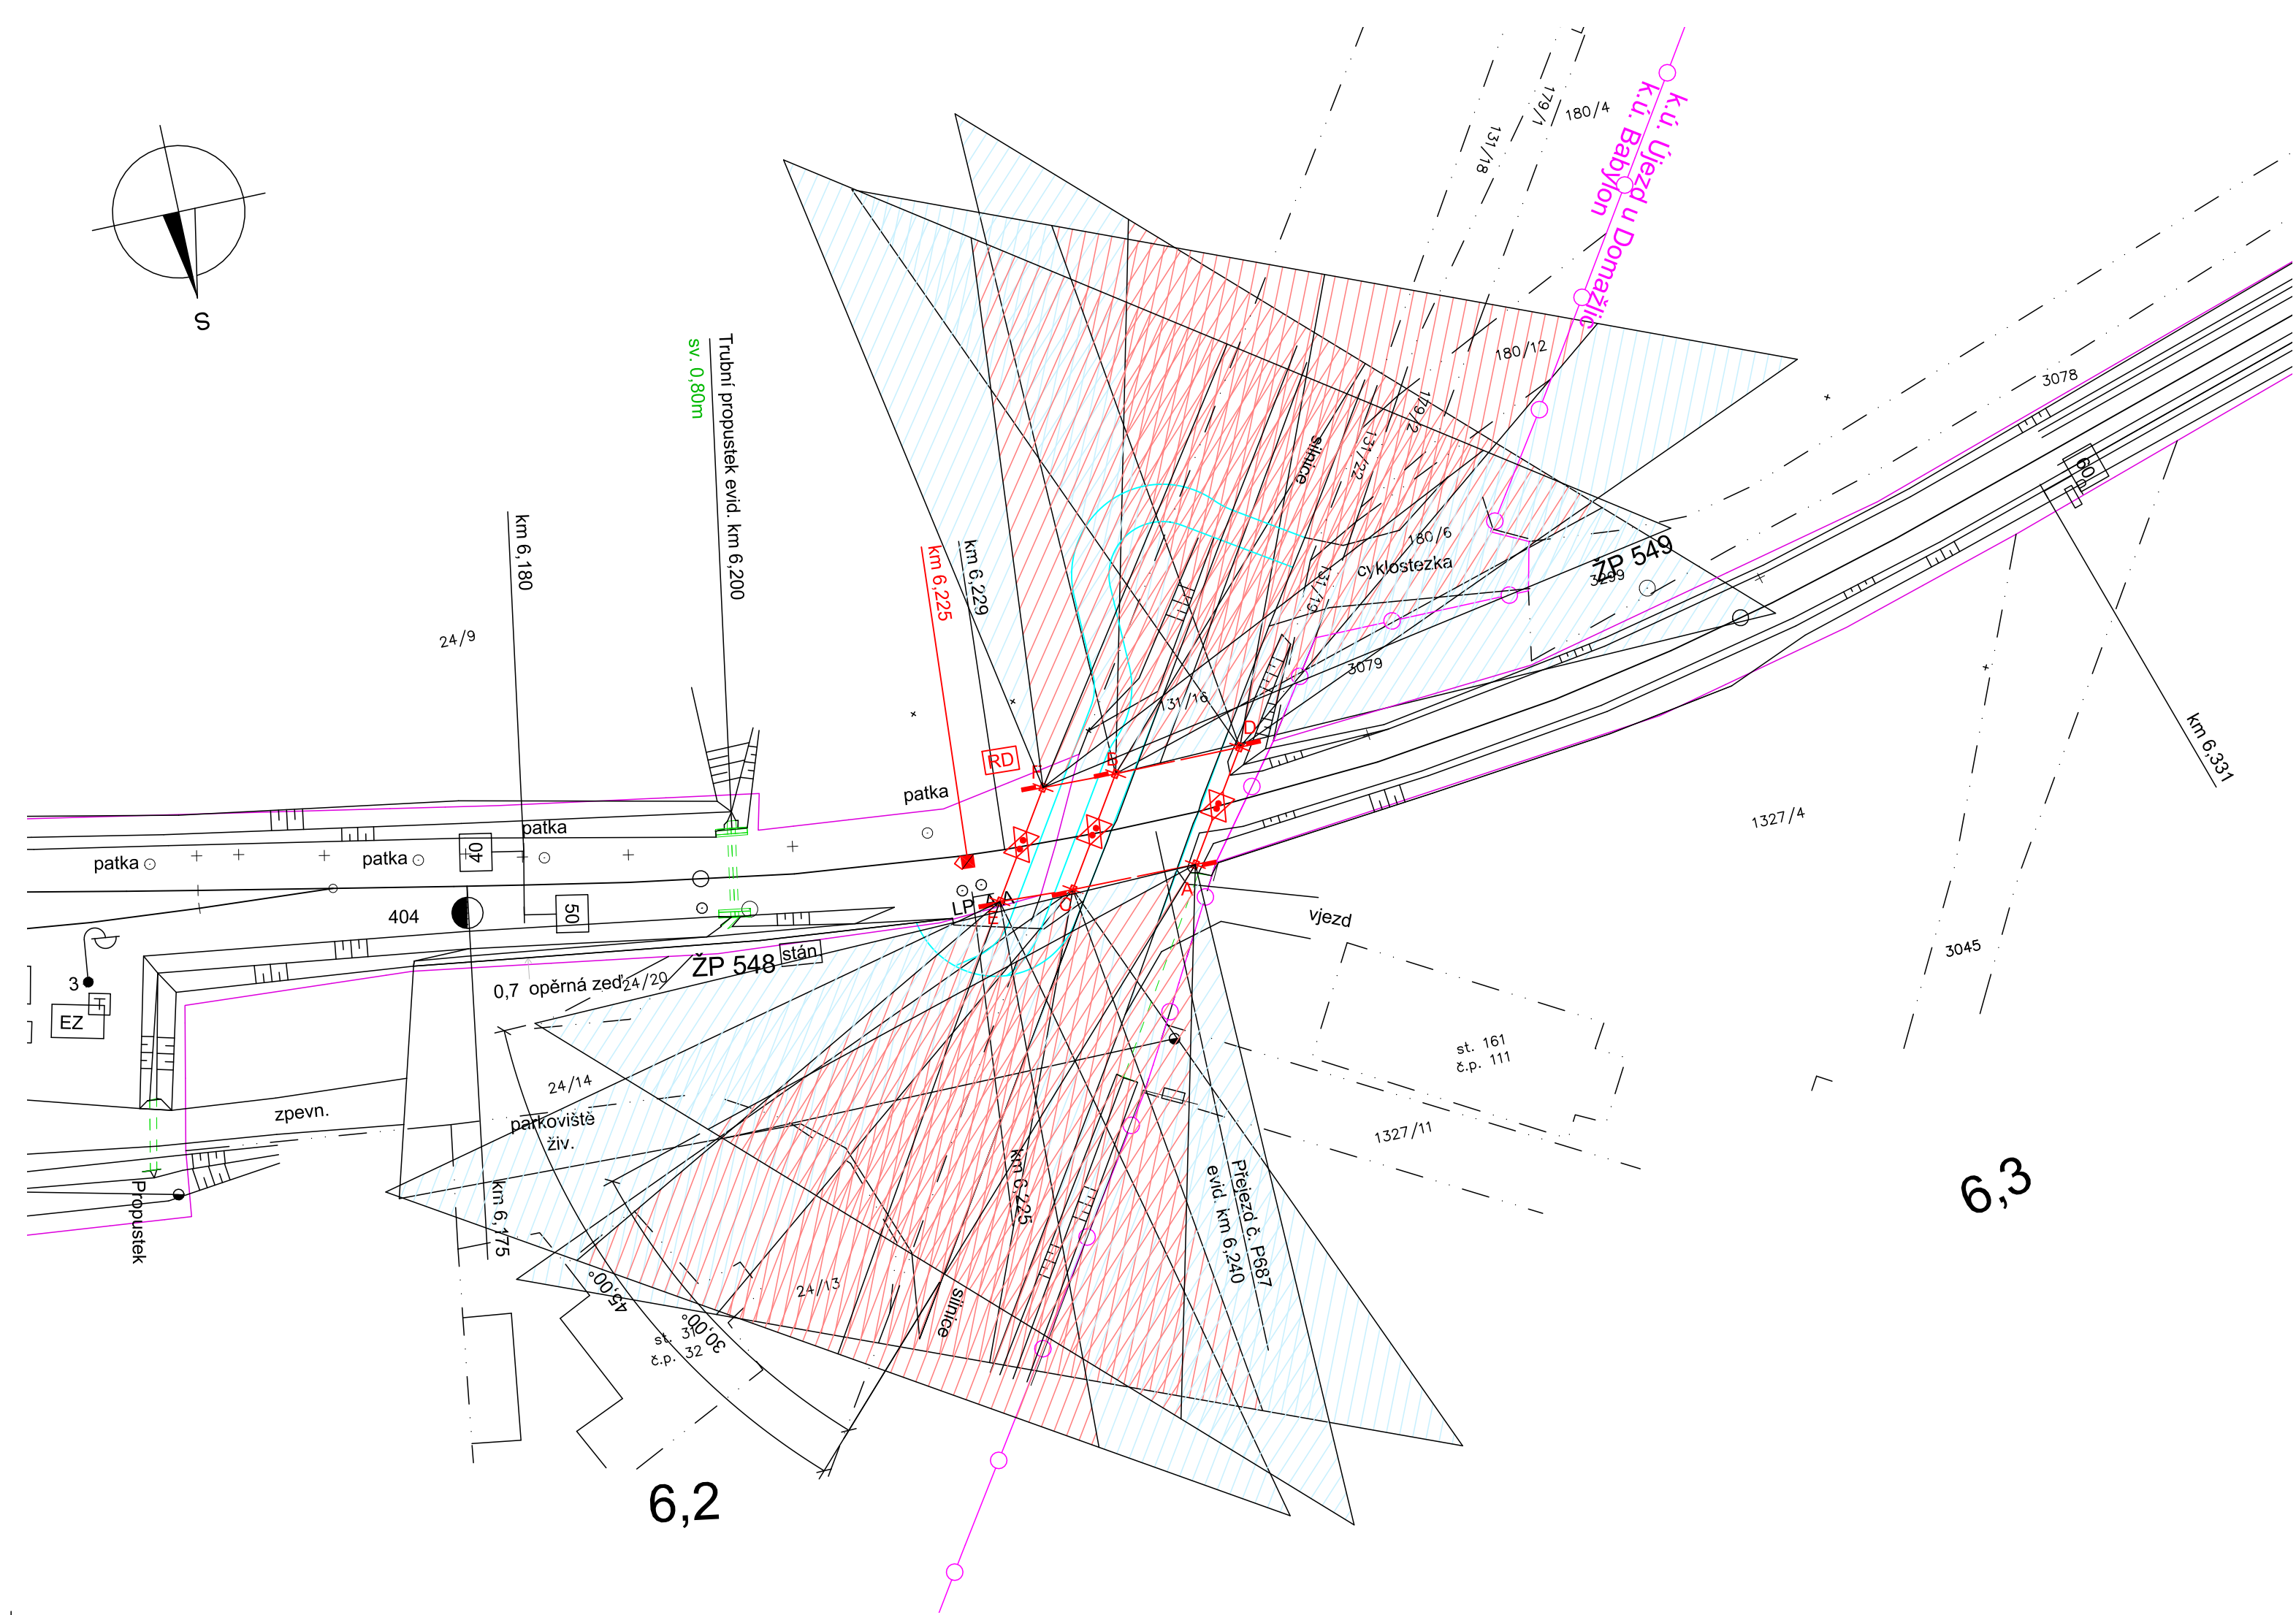 S
k.ú. Újezd u Domažlic
k.ú. Babylon
179/1
180/4
131/18
Trubní propustek evid. km 6,200
sv. 0,80m
km 6,180
km 6,225
km 6,229
24/9
silnice
179/2
131/22
180/12
180/6
cyklostezka
131/19
ŽP 549
3299
3079
3078
60
km 6,331
131/16
RD
F
B
D
patka
patka
patka
patka
40
50
404
LP
E
C
A
vjezd
1327/4
3045
3
EZ
ŽP 548
stán
0,7 opěrná zeď
24/20
24/14
zpevn.
parkoviště
živ.
Propustek
km 6,175
km 6,225
Přejezd č. P687
evid. km 6,240
st. 161
č.p. 111
1327/11
45,00°
30,00°
24/13
st. 31
č.p. 32
silnice
6,2
6,3